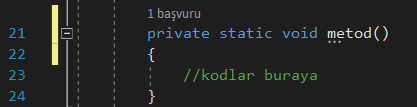 1 başvuru
21 private static void metod()
22 {
23 //kodlar buraya
24 }